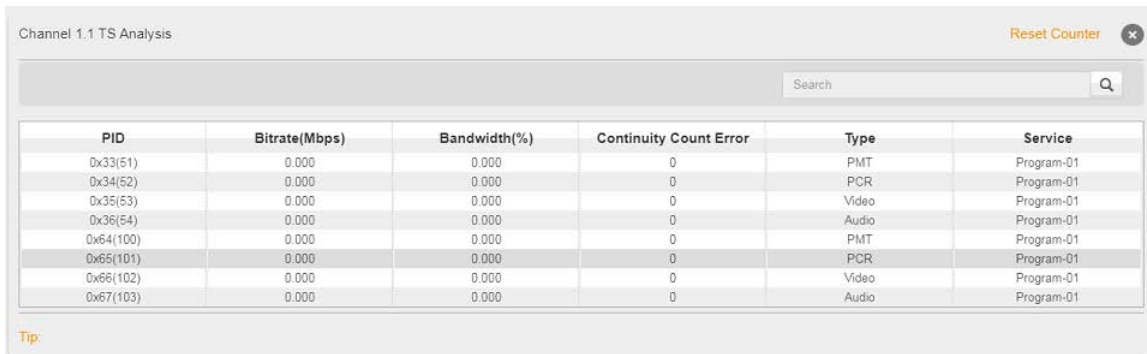 Channel 1.1 TS Analysis Reset Counter
Search
PID Bitrate(Mbps) Bandwidth(%) Continuity Count Error Type Service
0x33(51) 0.000 0.000 0 PMT Program-01
0x34(52) 0.000 0.000 0 PCR Program-01
0x35(53) 0.000 0.000 0 Video Program-01
0x36(54) 0.000 0.000 0 Audio Program-01
0x64(100) 0.000 0.000 0 PMT Program-01
0x65(101) 0.000 0.000 0 PCR Program-01
0x66(102) 0.000 0.000 0 Video Program-01
0x67(103) 0.000 0.000 0 Audio Program-01
Tip: